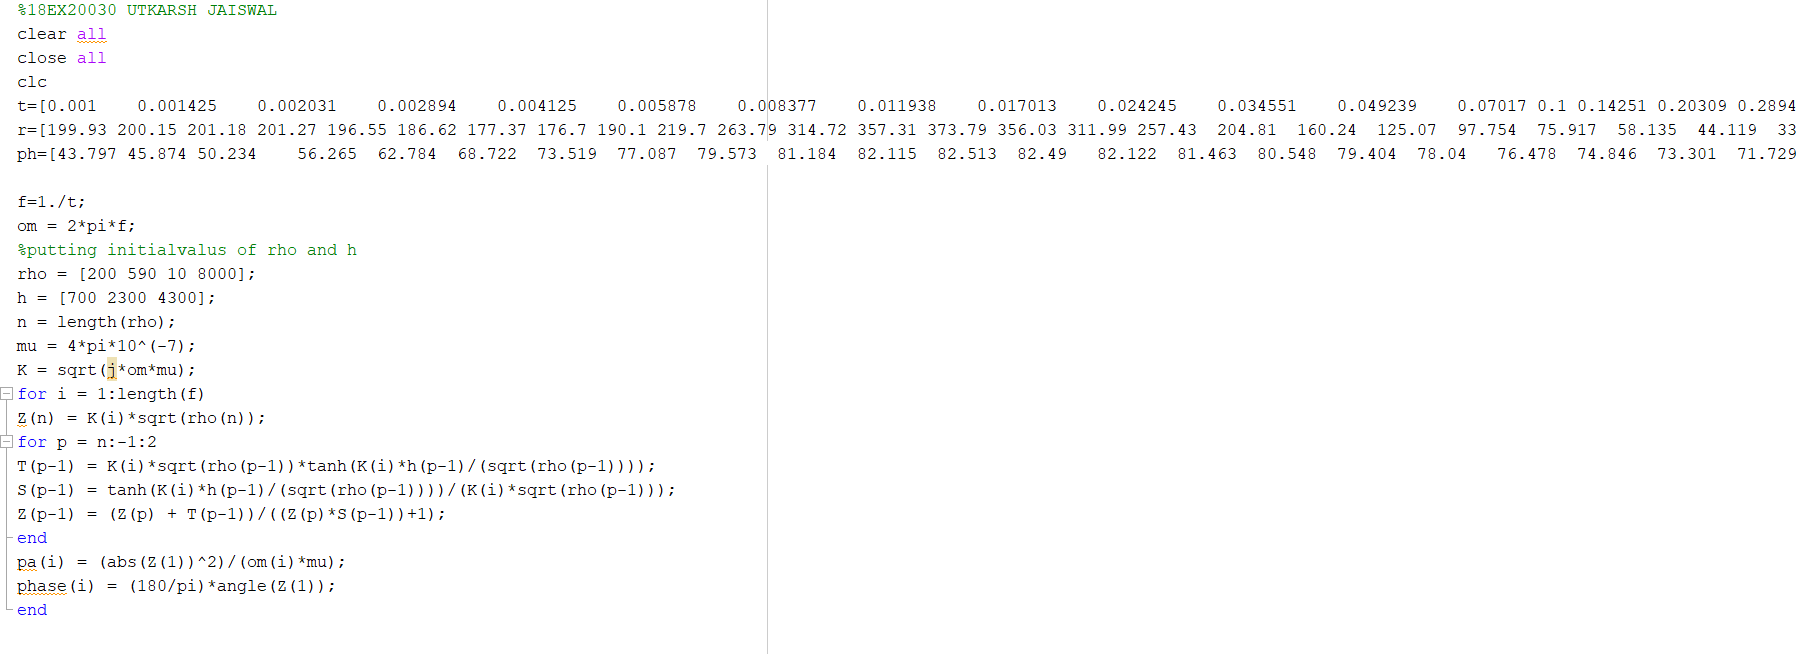 %18EX20030 UTKARSH JAISWAL
clear all
close all
clc
t=[0.001    0.001425    0.002031    0.002894    0.004125    0.005878    0.008377    0.011938    0.017013    0.024245    0.034551    0.049239    0.07017 0.1 0.14251 0.20309 0.2894
r=[199.93 200.15 201.18 201.27 196.55 186.62 177.37 176.7 190.1 219.7 263.79 314.72 357.31 373.79 356.03 311.99 257.43  204.81  160.24  125.07  97.754  75.917  58.135  44.119  33
ph=[43.797 45.874 50.234    56.265  62.784  68.722  73.519  77.087  79.573  81.184  82.115  82.513  82.49   82.122  81.463  80.548  79.404  78.04   76.478  74.846  73.301  71.729
f=1./t;
om = 2*pi*f;
%putting initialvalus of rho and h
rho = [200 590 10 8000];
h = [700 2300 4300];
n = length(rho);
mu = 4*pi*10^(-7);
K = sqrt(j*om*mu);
for i = 1:length(f)
Z(n) = K(i)*sqrt(rho(n));
for p = n:-1:2
T(p-1) = K(i)*sqrt(rho(p-1))*tanh(K(i)*h(p-1)/(sqrt(rho(p-1))));
S(p-1) = tanh(K(i)*h(p-1)/(sqrt(rho(p-1))))/(K(i)*sqrt(rho(p-1)));
Z(p-1) = (Z(p) + T(p-1))/((Z(p)*S(p-1))+1);
end
pa(i) = (abs(Z(1))^2)/(om(i)*mu);
phase(i) = (180/pi)*angle(Z(1));
end